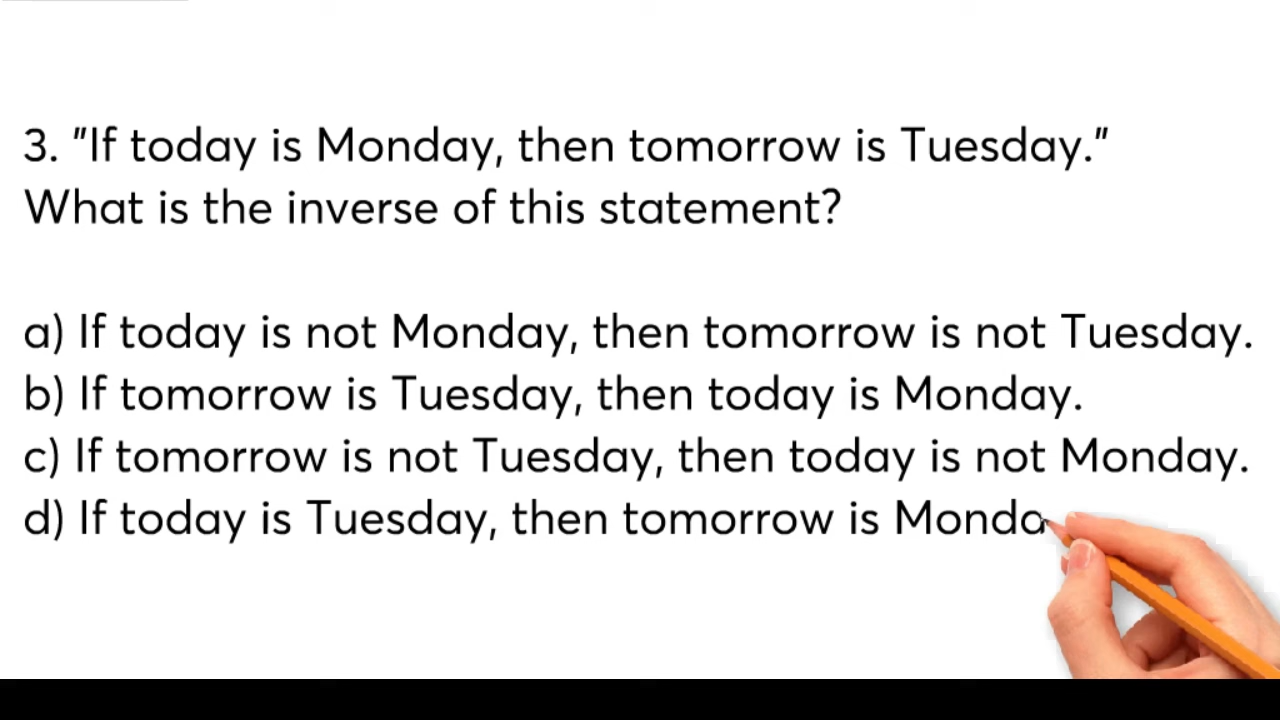 3. "If today is Monday, then tomorrow is Tuesday."
What is the inverse of this statement?
a) If today is not Monday, then tomorrow is not Tuesday.
b) If tomorrow is Tuesday, then today is Monday.
c) If tomorrow is not Tuesday, then today is not Monday.
d) If today is Tuesday, then tomorrow is Monda